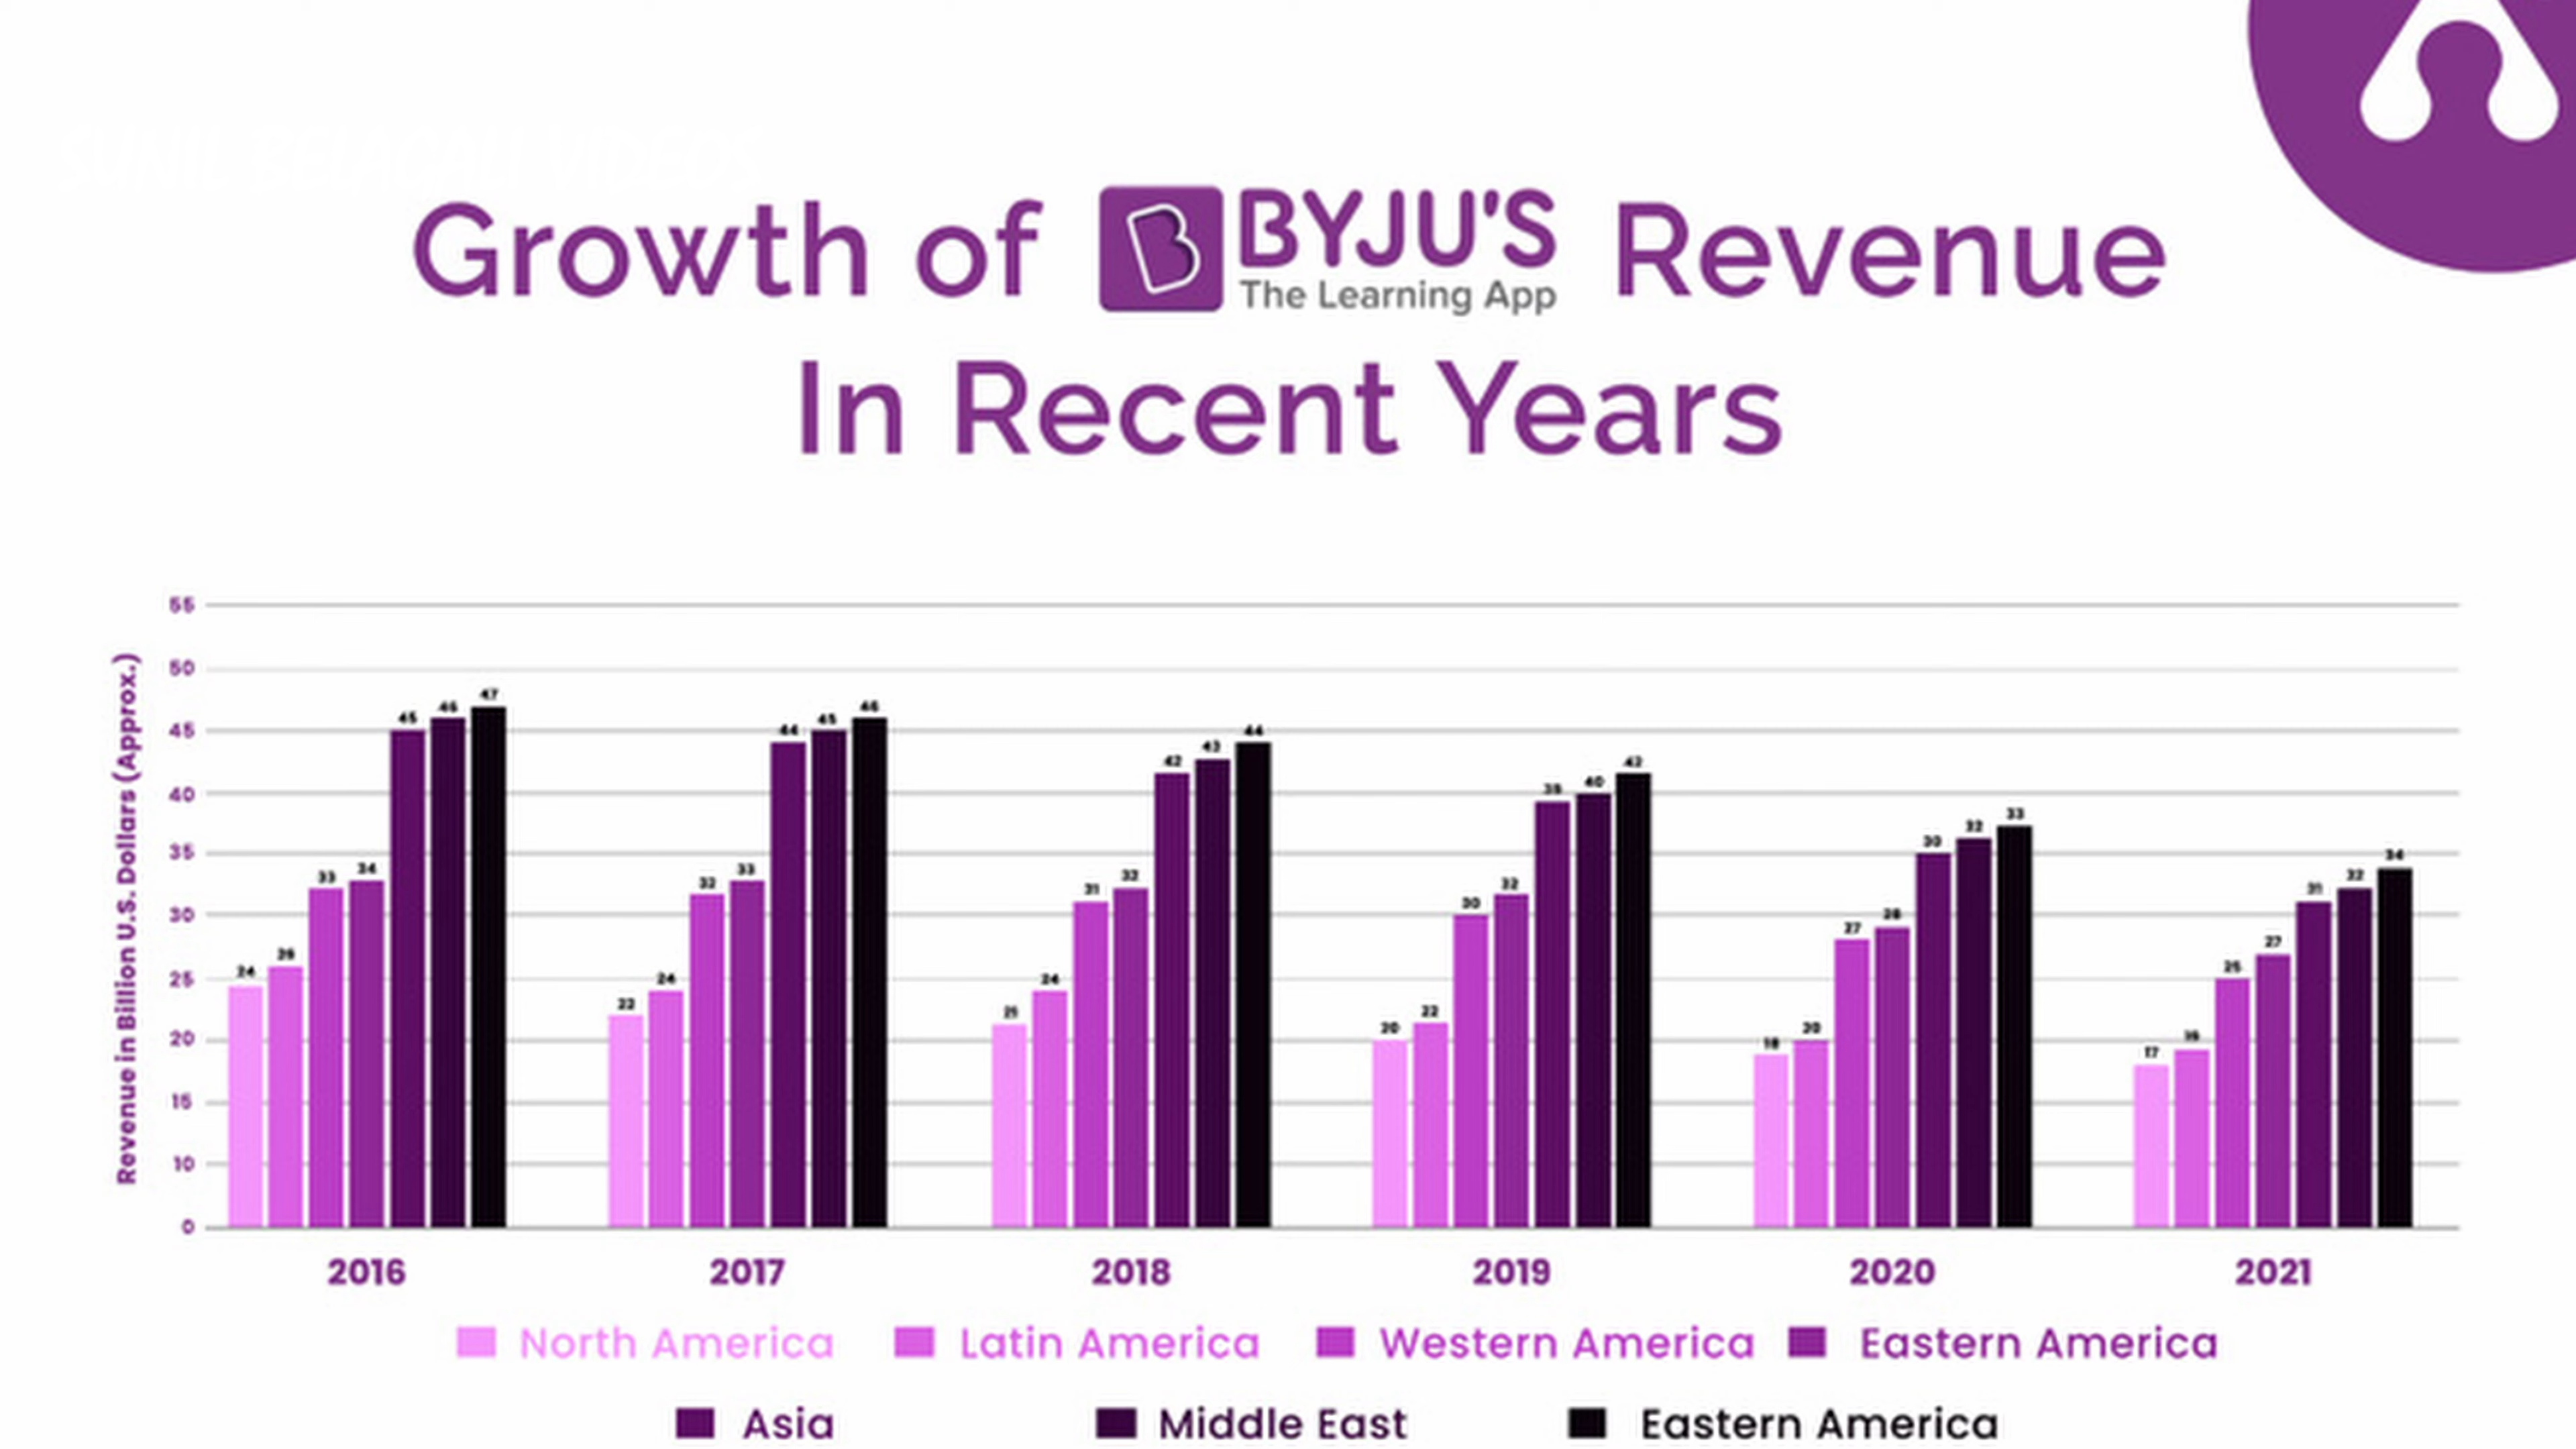 Growth of BYJU'S Revenue
The Learning App
In Recent Years
Revenue in Billion U.S. Dollars (Approx.)
55
50
45
40
35
30
25
20
15
10
0
24 26 33 34 45 46 47
22 24 32 33 44 45 46
21 24 31 32 42 43 44
20 22 30 32 39 40 42
18 20 27 28 30 32 33
17 19 25 27 31 32 34
2016 2017 2018 2019 2020 2021
North America Latin America Western America Eastern America
Asia Middle East Eastern America